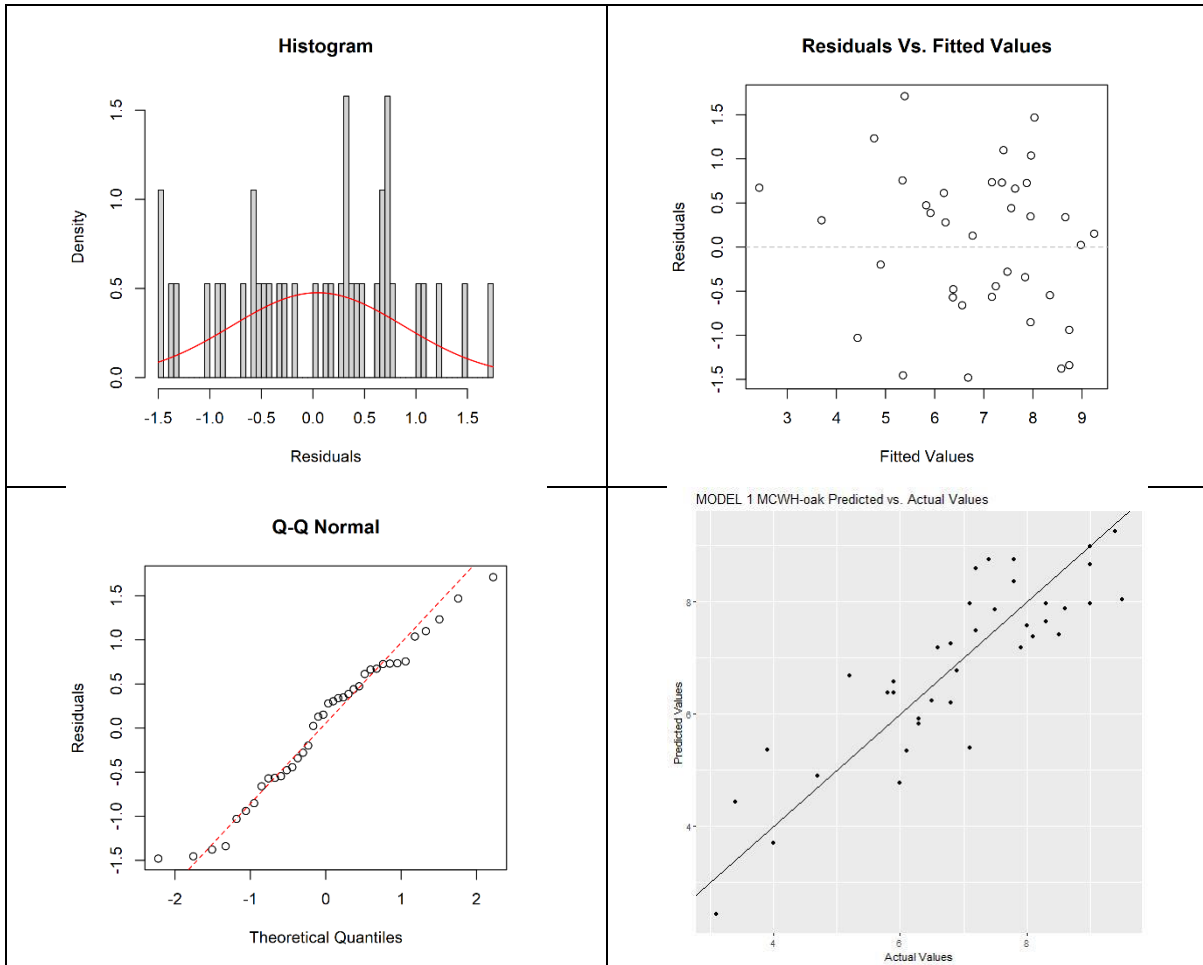 Histogram
Density
1.5
1.0
0.5
0.0
-1.5 -1.0 -0.5 0.0 0.5 1.0 1.5
Residuals
Residuals Vs. Fitted Values
Residuals
1.5
1.0
0.5
0.0
-0.5
-1.0
-1.5
3 4 5 6 7 8 9
Fitted Values
Q-Q Normal
Residuals
1.5
1.0
0.5
0.0
-0.5
-1.0
-1.5
-2 -1 0 1 2
Theoretical Quantiles
MODEL 1 MCWH-oak Predicted vs. Actual Values
Predicted Values
8
6
4
4 6 8
Actual Values